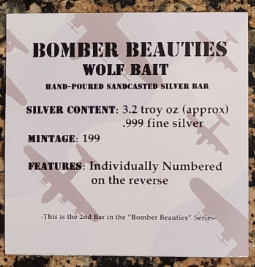 BOMBER BEAUTIES
WOLF BAIT
HAND-POURED SANDCASTED SILVER BAR
SILVER CONTENT: 3.2 troy oz (approx)
.999 fine silver
MINTAGE: 199
FEATURES: Individually Numbered
on the reverse
-This is the 2nd Bar in the "Bomber Beauties" Series-